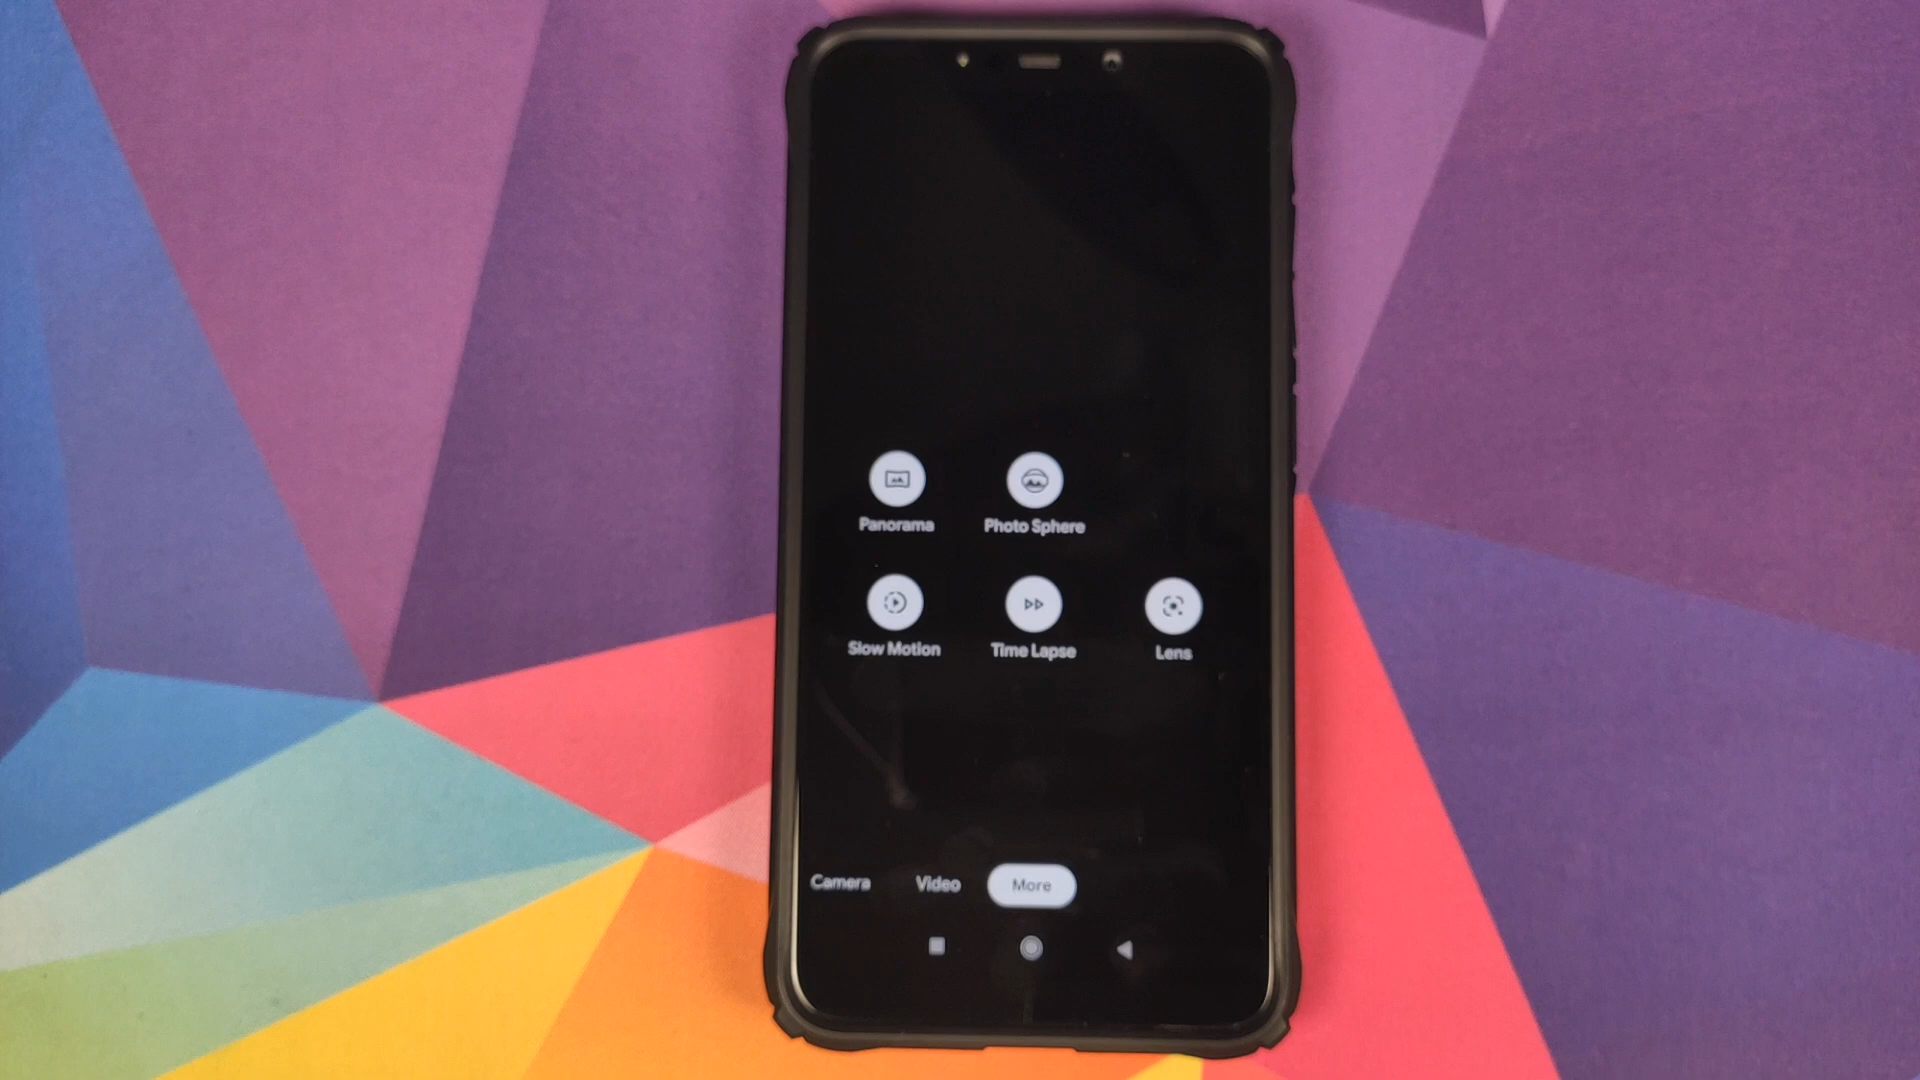 Panorama
Photo Sphere
Slow Motion
Time Lapse
Lens
Camera
Video
More